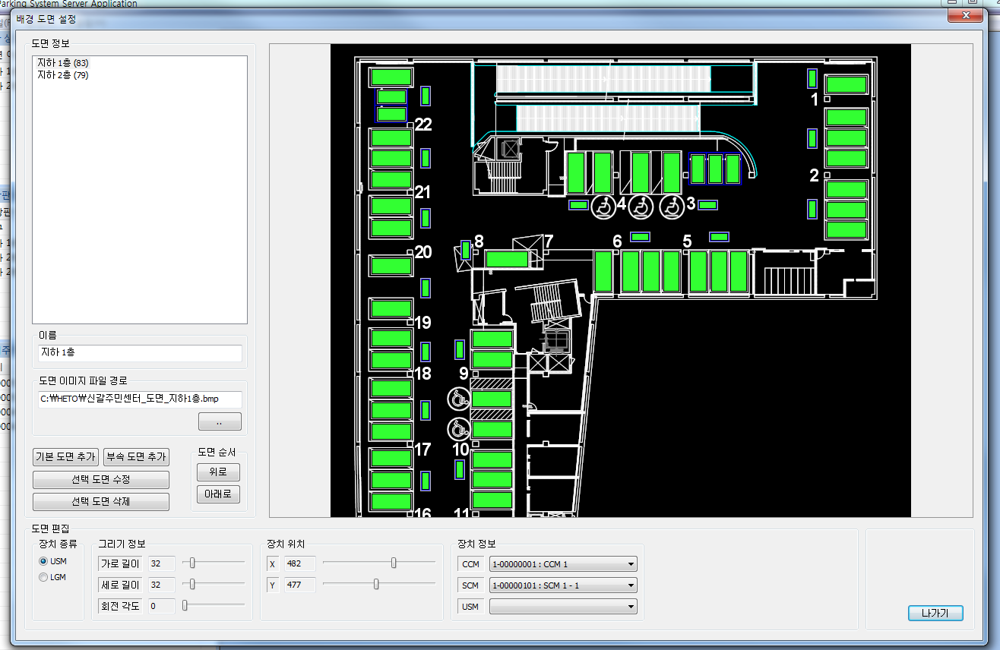 Parking System Server Application
배경 도면 설정
도면 정보
지하 1층 (83)
지하 2층 (79)
이름
지하 1층
도면 이미지 파일 경로
C:₩HETO₩신갈주민센터_도면_지하1층.bmp
..
기본 도면 추가
부속 도면 추가
선택 도면 수정
선택 도면 삭제
도면 순서
위로
아래로
1
22
2
21
4
3
8
7
6
5
20
19
18
9
17
10
16
11
도면 편집
장치 종류
USM
LGM
그리기 정보
가로 길이 32
세로 길이 32
회전 각도 0
장치 위치
X 482
Y 477
장치 정보
CCM 1-00000001 : CCM 1
SCM 1-00000101 : SCM 1 - 1
USM
나가기